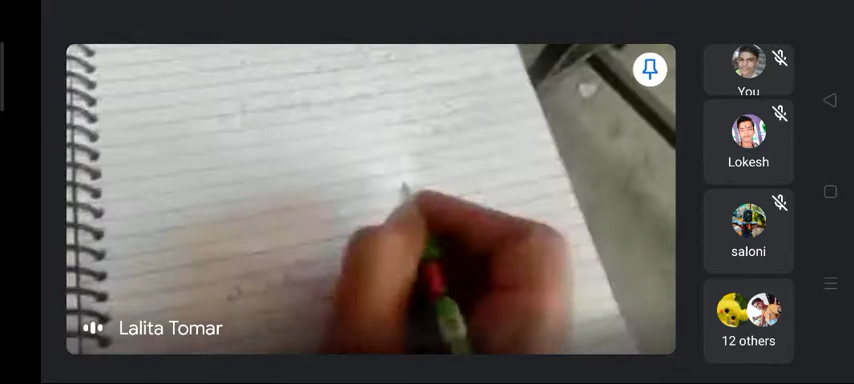 You
Lokesh
saloni
Lalita Tomar
12 others